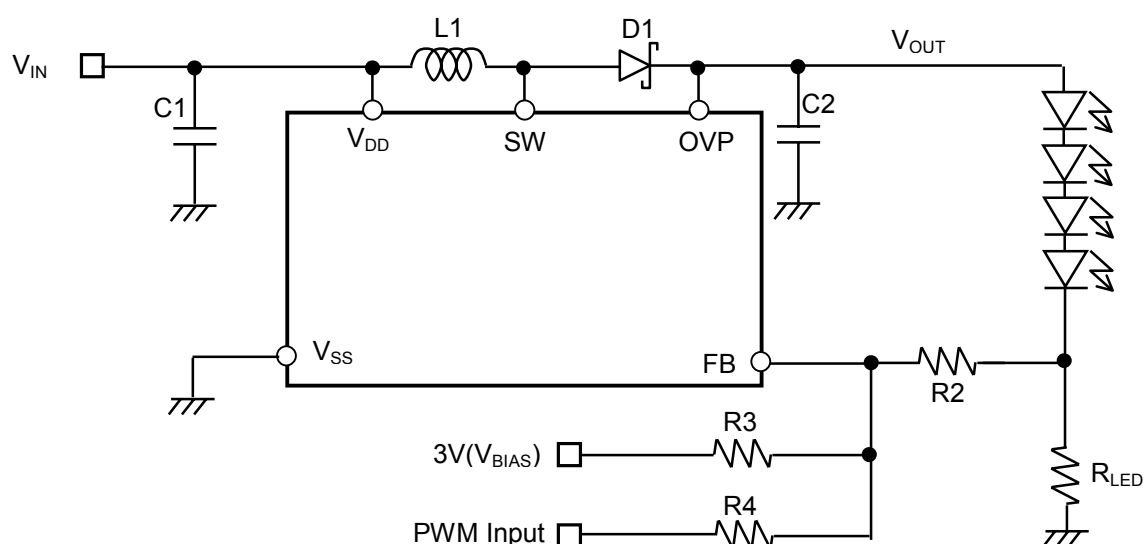 L1
D1
VIN
VOUT
C1
C2
VDD
SW
OVP
VSS
FB
R2
R3
3V(VBIAS)
RLED
R4
PWM Input